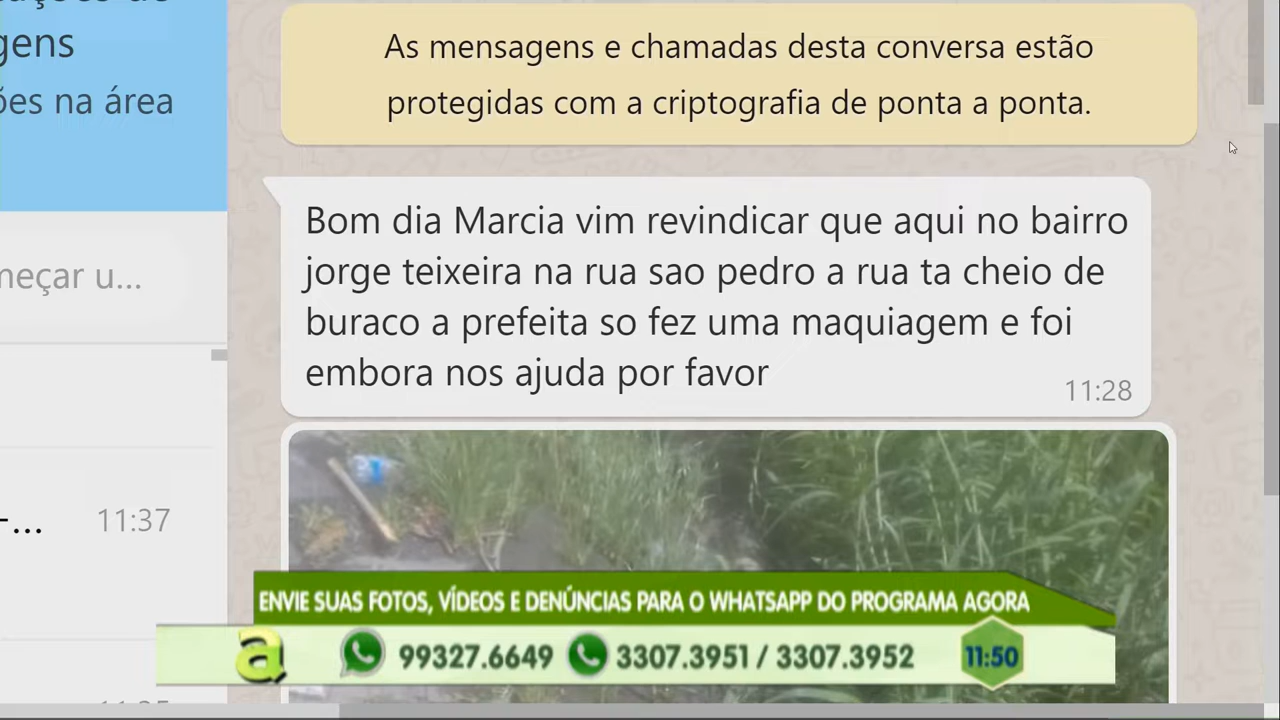 gens
ões na área
meçar u...
-...
11:37
As mensagens e chamadas desta conversa estão
protegidas com a criptografia de ponta a ponta.
Bom dia Marcia vim revindicar que aqui no bairro
jorge teixeira na rua sao pedro a rua ta cheio de
buraco a prefeita so fez uma maquiagem e foi
embora nos ajuda por favor
11:28
ENVIE SUAS FOTOS, VÍDEOS E DENÚNCIAS PARA O WHATSAPP DO PROGRAMA AGORA
a 99327.6649 3307.3951 / 3307.3952 11:50